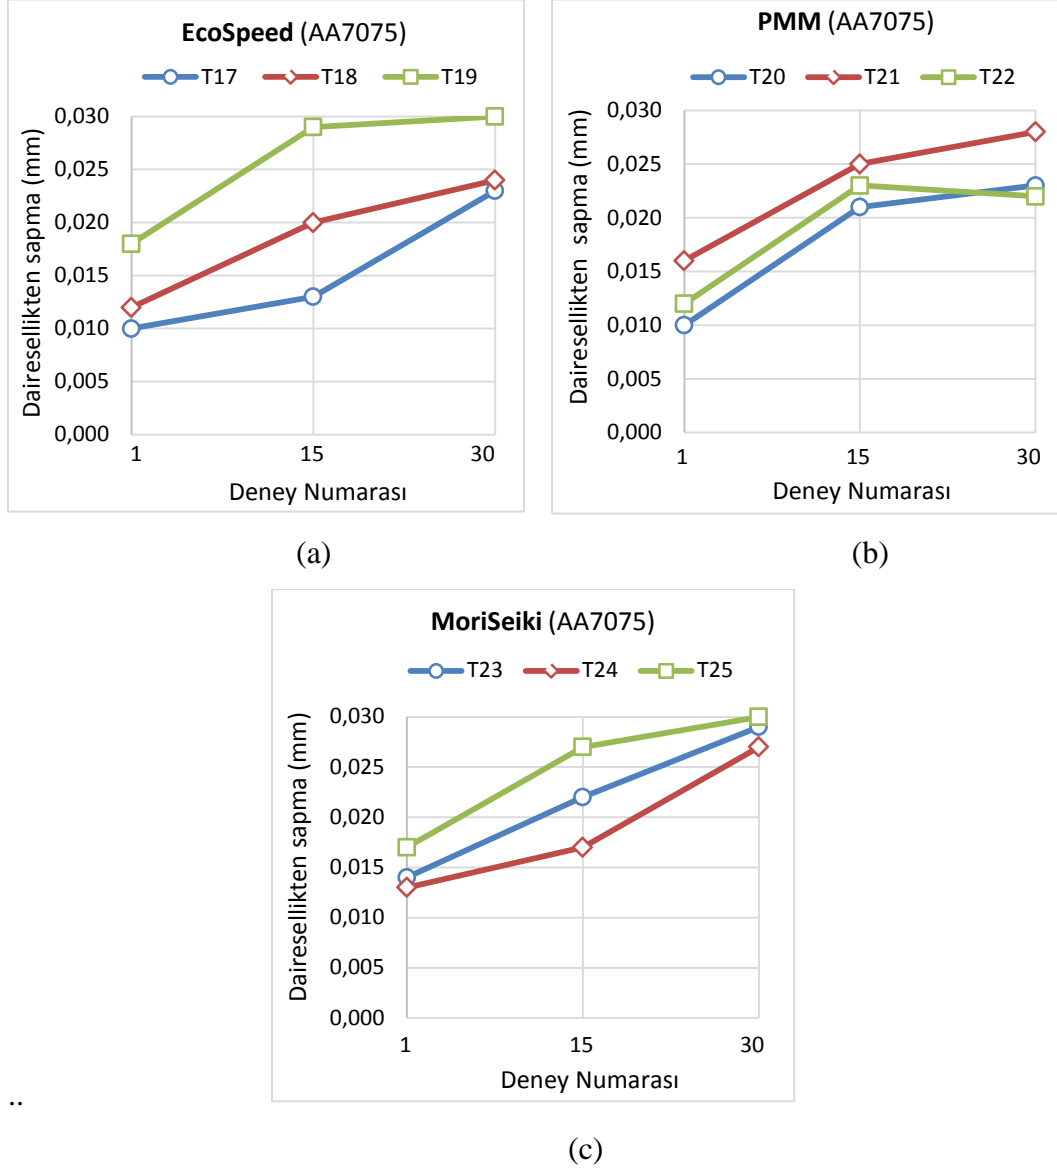 EcoSpeed (AA7075)
T17 T18 T19
Dairesellikten sapma (mm)
0,030
0,025
0,020
0,015
0,010
0,005
0,000
1 15 30
Deney Numarası
(a)
PMM (AA7075)
T20 T21 T22
Dairesellikten sapma (mm)
0,030
0,025
0,020
0,015
0,010
0,005
0,000
1 15 30
Deney Numarası
(b)
MoriSeiki (AA7075)
T23 T24 T25
Dairesellikten sapma (mm)
0,030
0,025
0,020
0,015
0,010
0,005
0,000
1 15 30
Deney Numarası
..
(c)